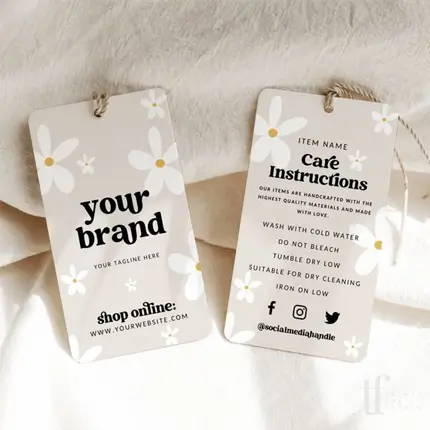 your
brand
YOUR TAGLINE HERE
shop online:
WWW.YOURWEBSITE.COM
ITEM NAME
Care
Instructions
OUR ITEMS ARE HANDCRAFTED WITH THE
HIGHEST QUALITY MATERIALS AND MADE
WITH LOVE.
WASH WITH COLD WATER
DO NOT BLEACH
TUMBLE DRY LOW
SUITABLE FOR DRY CLEANING
IRON ON LOW
@socialmediahandle